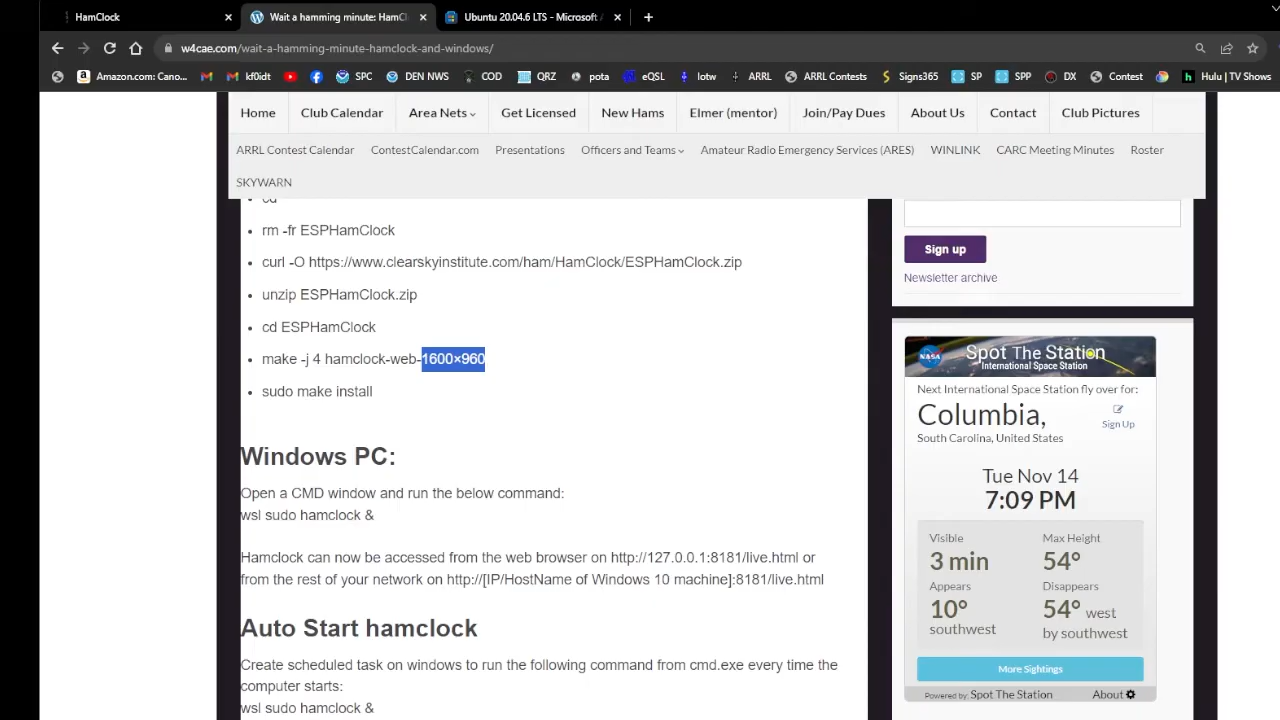 HamClock
Wait a hamming minute: HamCl
Ubuntu 20.04.6 LTS - Microsoft
w4cae.com/wait-a-hamming-minute-hamclock-and-windows/
Amazon.com: Cano...
kf0idt
SPC
DEN NWS
COD
QRZ
pota
eQSL
lotw
ARRL
ARRL Contests
Signs365
SP
SPP
DX
Contest
Hulu | TV Shows
Home
Club Calendar
Area Nets
Get Licensed
New Hams
Elmer (mentor)
Join/Pay Dues
About Us
Contact
Club Pictures
ARRL Contest Calendar
ContestCalendar.com
Presentations
Officers and Teams
Amateur Radio Emergency Services (ARES)
WINLINK
CARC Meeting Minutes
Roster
SKYWARN
cd
rm -fr ESPHamClock
curl -O https://www.clearskyinstitute.com/ham/HamClock/ESPHamClock.zip
unzip ESPHamClock.zip
cd ESPHamClock
make -j 4 hamclock-web-1600×960
sudo make install
Windows PC:
Open a CMD window and run the below command:
wsl sudo hamclock &
Hamclock can now be accessed from the web browser on http://127.0.0.1:8181/live.html or
from the rest of your network on http://[IP/HostName of Windows 10 machine]:8181/live.html
Auto Start hamclock
Create scheduled task on windows to run the following command from cmd.exe every time the
computer starts:
wsl sudo hamclock &
Sign up
Newsletter archive
NASA
Spot The Station
International Space Station
Next International Space Station fly over for:
Columbia,
Sign Up
South Carolina, United States
Tue Nov 14
7:09 PM
Visible
Max Height
3 min
54°
Appears
Disappears
10°
54° west
southwest
by southwest
More Sightings
Powered by: Spot The Station
About